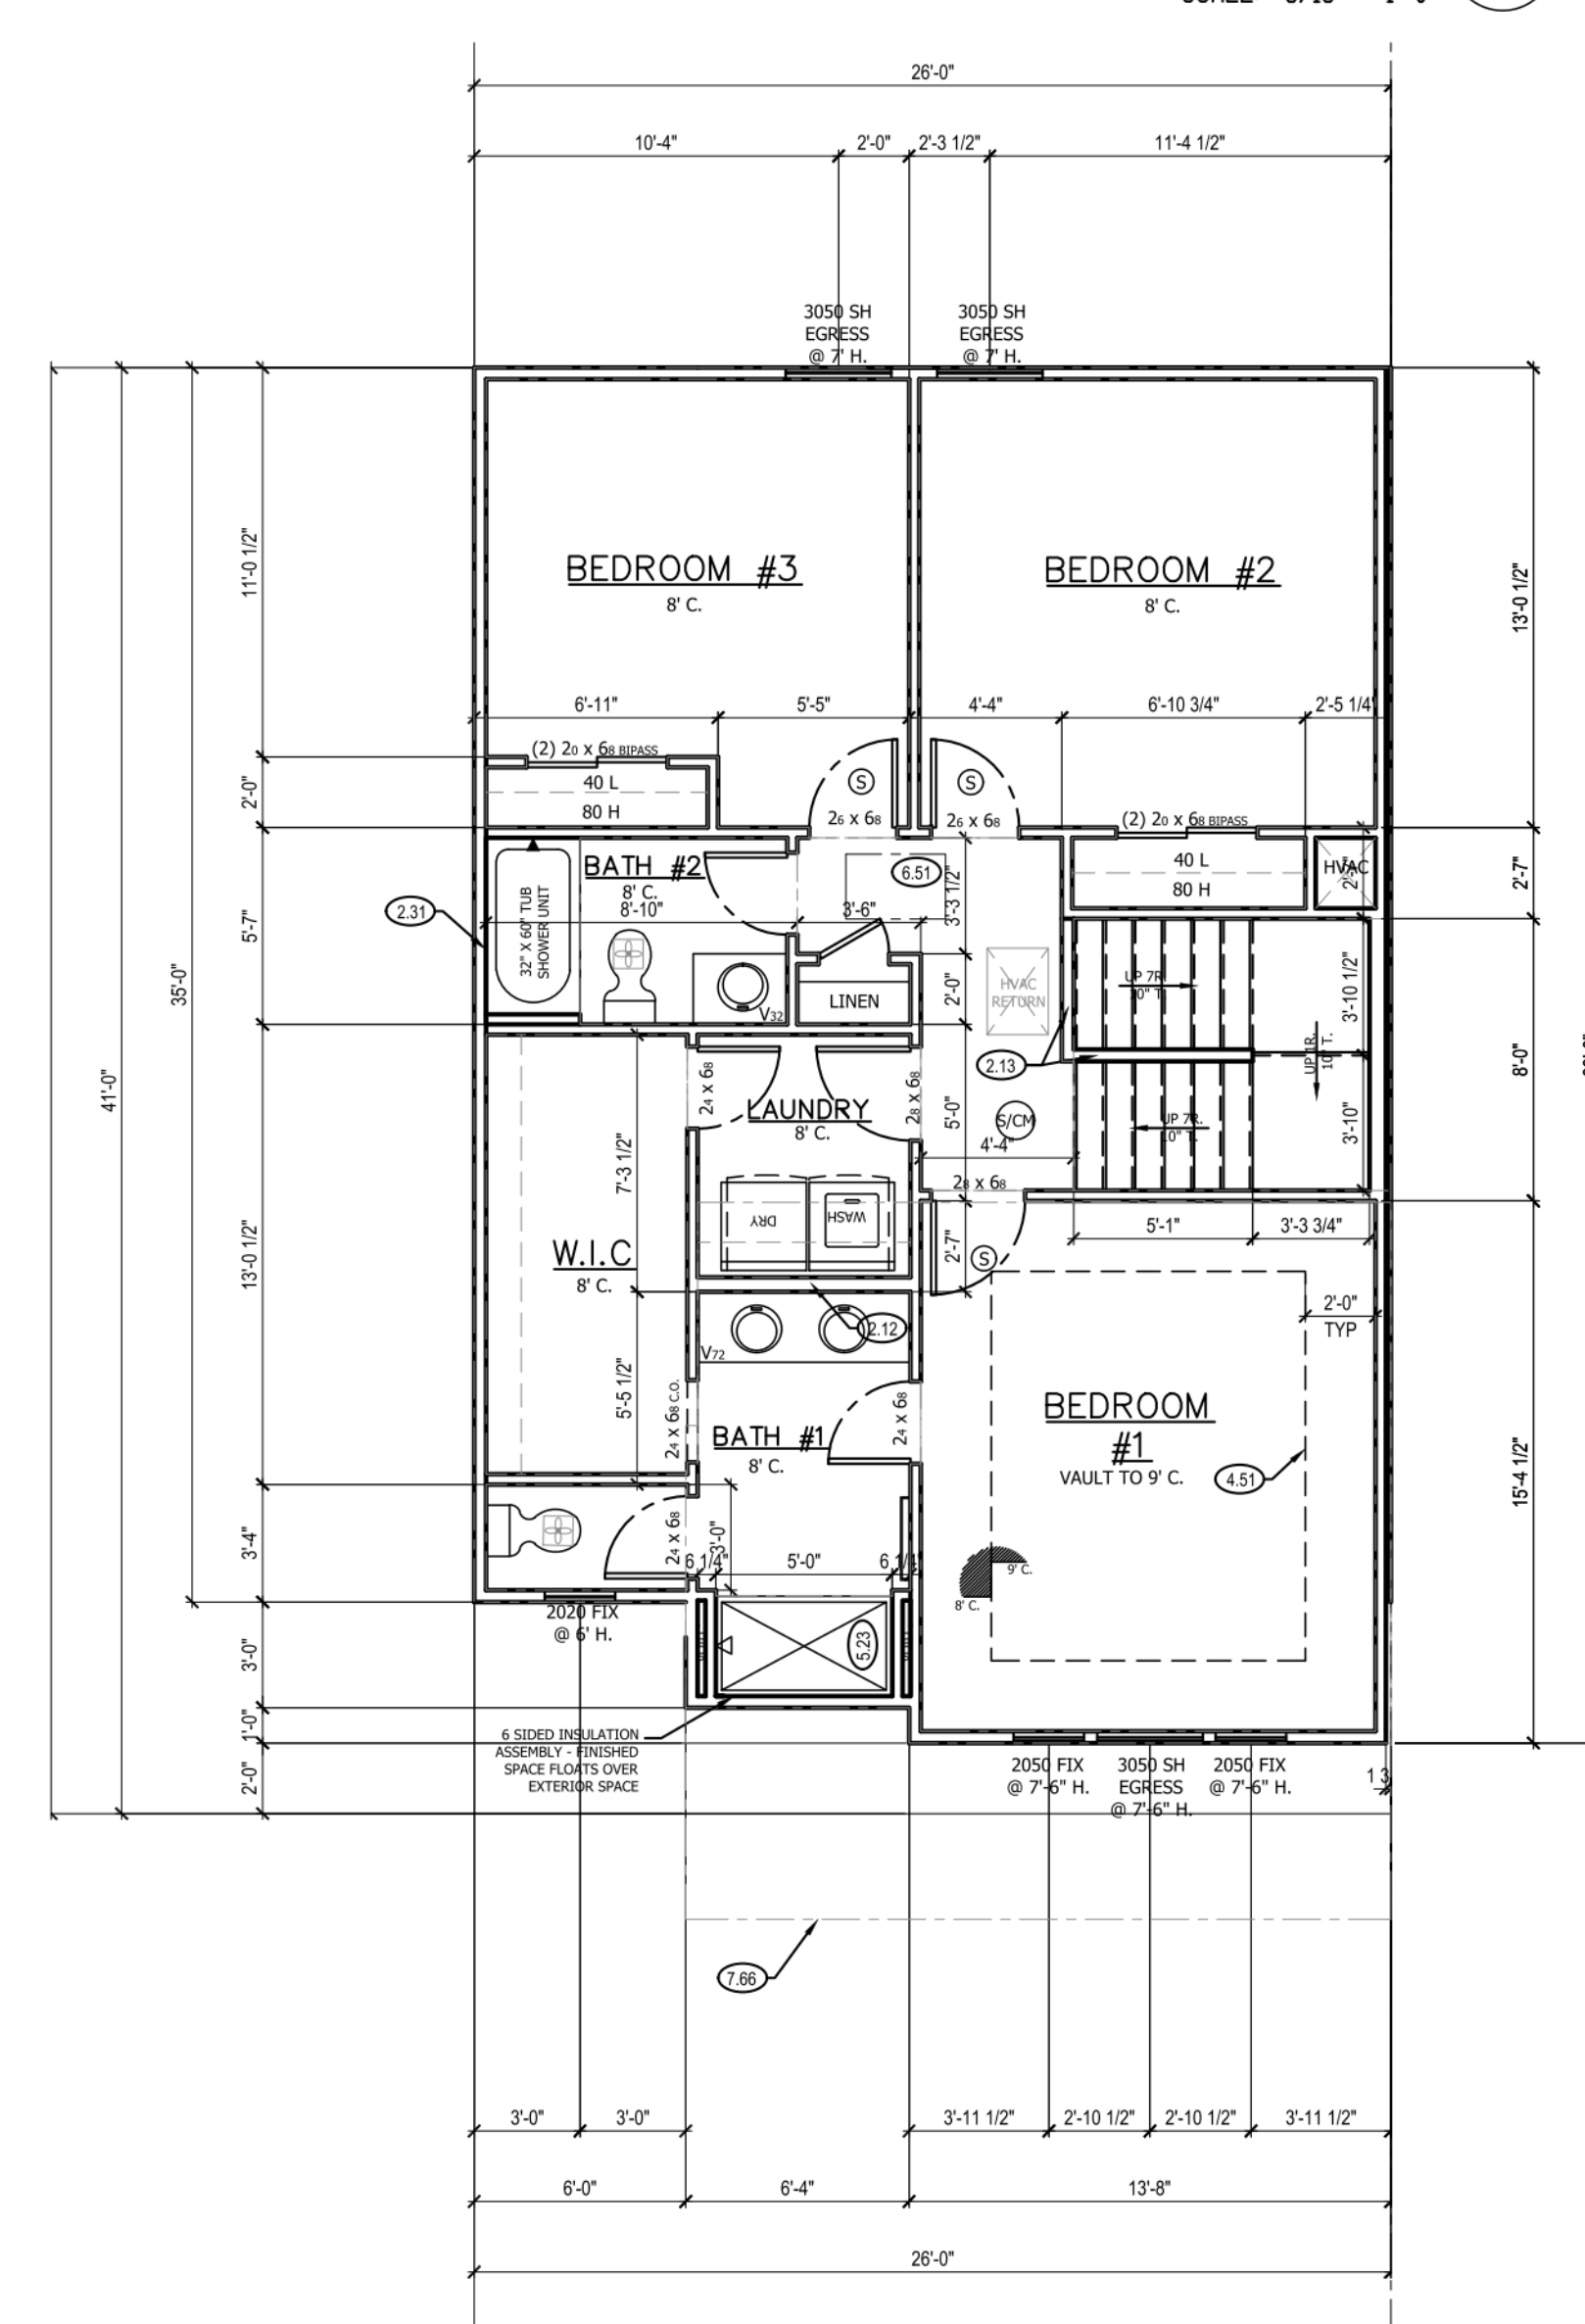 26'-0"
10'-4"
2'-0"
2'-3 1/2"
11'-4 1/2"
3050 SH
EGRESS
@ 7' H.
3050 SH
EGRESS
@ 7' H.
11'-0 1/2"
2'-0"
5'-7"
13'-0 1/2"
3'-4"
3'-0"
1'-0"
2'-0"
35'-0"
41'-0"
BEDROOM #3
8' C.
BEDROOM #2
8' C.
13'-0 1/2"
6'-11"
5'-5"
4'-4"
6'-10 3/4"
2'-5 1/4"
(2) 20 x 68 BIPASS
40 L
80 H
S
S
26 x 68
26 x 68
(2) 20 x 68 BIPASS
40 L
80 H
HVAC
2'-7"
BATH #2
8' C.
8'-10"
3'-6"
6.51
3'-3 1/2"
2.31
32" X 60" TUB
SHOWER UNIT
V32
LINEN
2'-0"
HVAC
RETURN
UP 7R.
10" T.
3'-10 1/2"
UP 1R.
10" T.
8'-0"
2.13
24 x 68
LAUNDRY
8' C.
28 x 68
5'-0"
S/CM
4'-4"
UP 7R.
10" T.
3'-10"
7'-3 1/2"
28 x 68
DRY
WASH
2'-7"
S
5'-1"
3'-3 3/4"
W.I.C
8' C.
2'-0"
TYP
2.12
V72
5'-5 1/2"
24 x 68 C.O.
BATH #1
8' C.
24 x 68
BEDROOM
#1
VAULT TO 9' C.
4.51
15'-4 1/2"
24 x 68
3'-0"
6 1/4"
5'-0"
6 1/4"
9' C.
8' C.
2020 FIX
@ 6' H.
5.23
6 SIDED INSULATION
ASSEMBLY - FINISHED
SPACE FLOATS OVER
EXTERIOR SPACE
2050 FIX
@ 7'-6" H.
3050 SH
EGRESS
@ 7'-6" H.
2050 FIX
@ 7'-6" H.
1 3
7.66
3'-0"
3'-0"
3'-11 1/2"
2'-10 1/2"
2'-10 1/2"
3'-11 1/2"
6'-0"
6'-4"
13'-8"
26'-0"